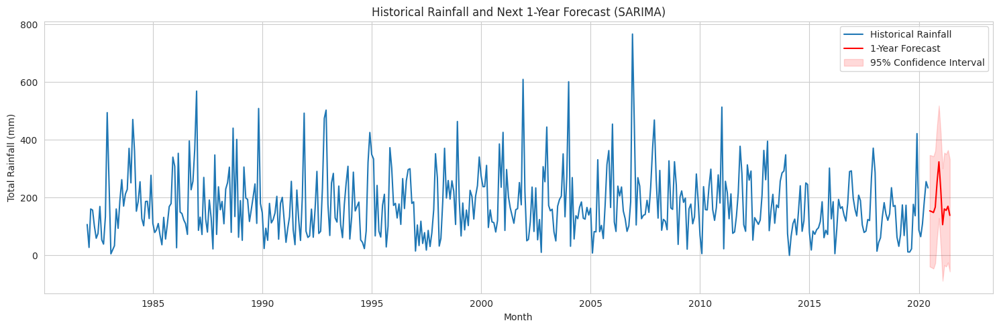 Historical Rainfall and Next 1-Year Forecast (SARIMA)
Historical Rainfall
1-Year Forecast
95% Confidence Interval
Total Rainfall (mm)
800
600
400
200
0
1985 1990 1995 2000 2005 2010 2015 2020
Month